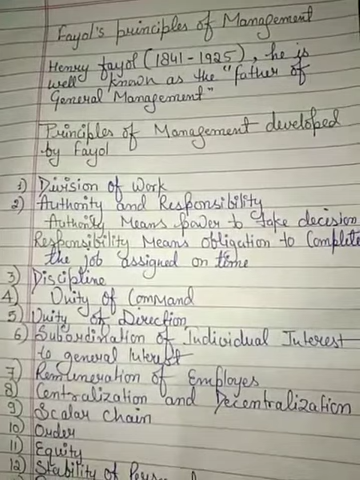 Fayol's principles of Management
Henry fayol (1841-1925), he is
well known as the "father of
General Management"
Principles of Management developed
by Fayol
1) Division of Work
2) Authority and Responsibility
Authority Means power to take decision
Responsibility Means obligation to Complete
the job assigned on time
3) Discipline
4) Unity of Command
5) Unity of Direction
6) Subordination of Individual Interest
to general Interest
7) Remuneration of Employes
8) Centralization and Decentralization
9) Scalar Chain
10) Order
11) Equity
12) Stability of